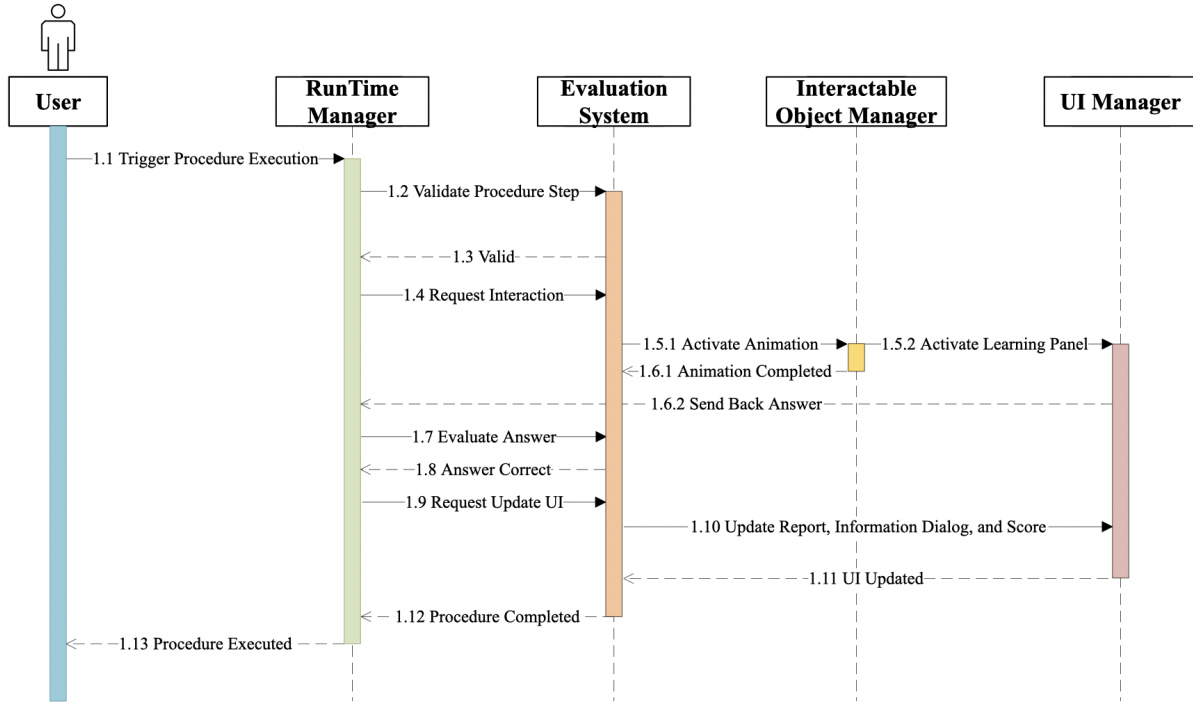 User
RunTime
Manager
Evaluation
System
Interactable
Object Manager
UI Manager
1.1 Trigger Procedure Execution
1.2 Validate Procedure Step
1.3 Valid
1.4 Request Interaction
1.5.1 Activate Animation
1.5.2 Activate Learning Panel
1.6.1 Animation Completed
1.6.2 Send Back Answer
1.7 Evaluate Answer
1.8 Answer Correct
1.9 Request Update UI
1.10 Update Report, Information Dialog, and Score
1.11 UI Updated
1.12 Procedure Completed
1.13 Procedure Executed